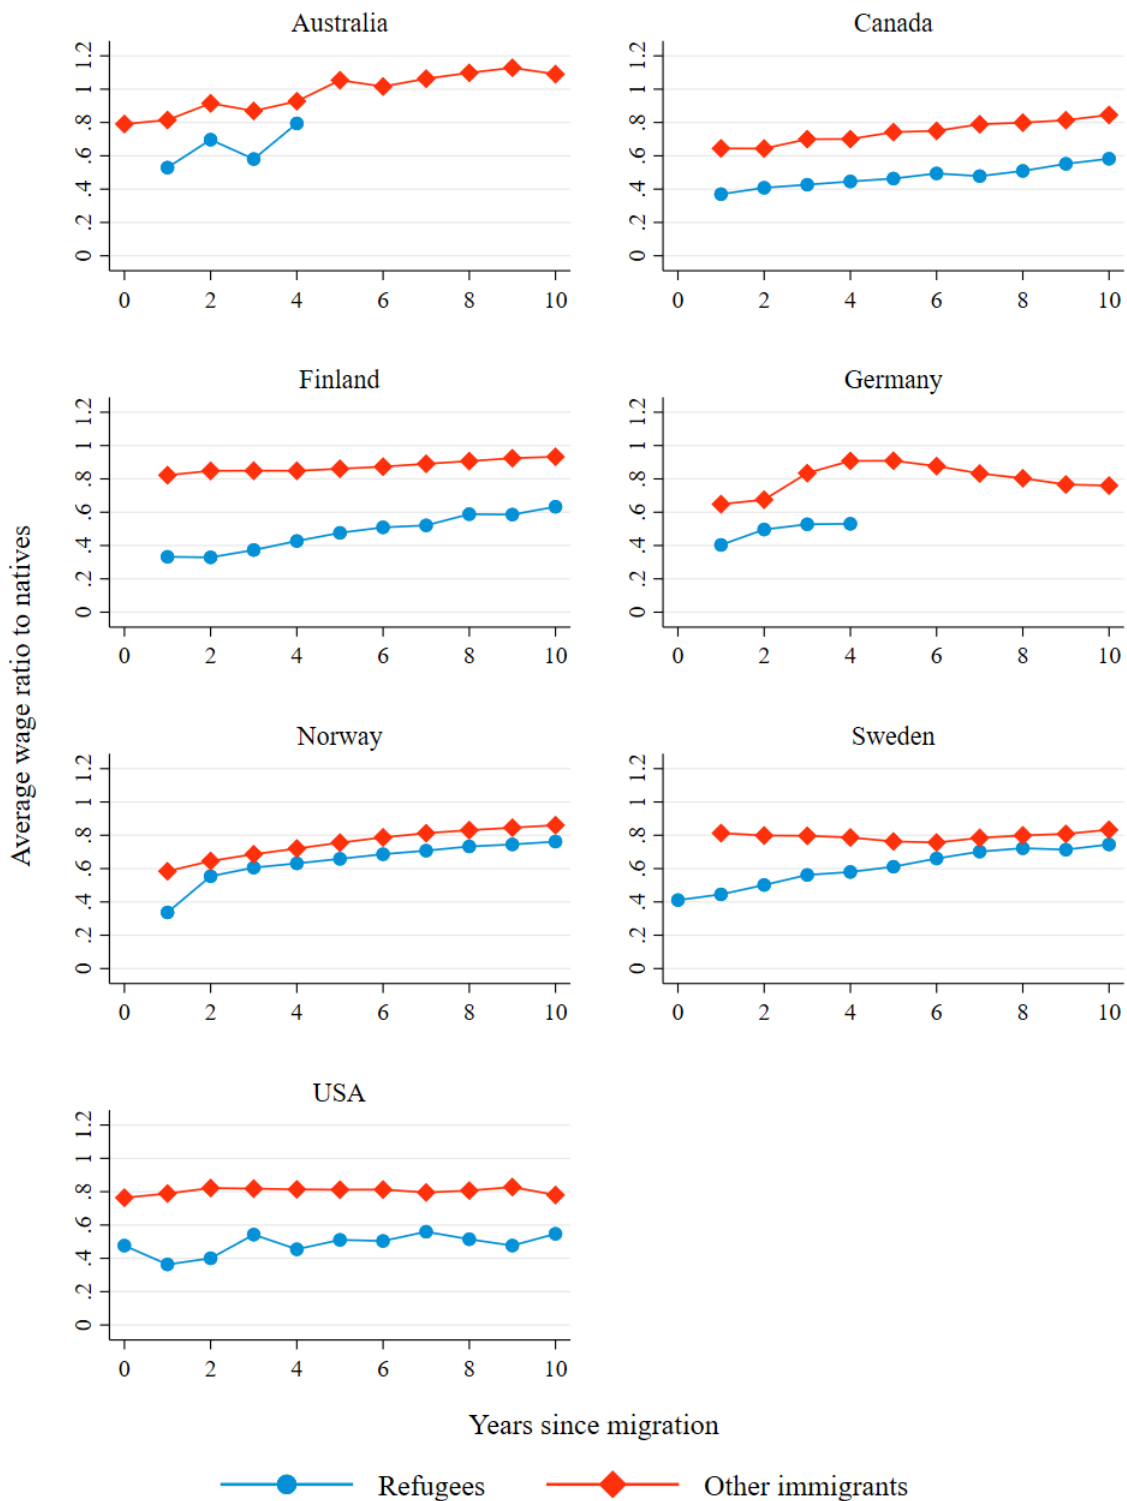 Australia
1.2
1
.8
.6
.4
.2
0
0 2 4 6 8 10
Canada
1.2
1
.8
.6
.4
.2
0
0 2 4 6 8 10
Finland
1.2
1
.8
.6
.4
.2
0
0 2 4 6 8 10
Germany
1.2
1
.8
.6
.4
.2
0
0 2 4 6 8 10
Average wage ratio to natives
Norway
1.2
1
.8
.6
.4
.2
0
0 2 4 6 8 10
Sweden
1.2
1
.8
.6
.4
.2
0
0 2 4 6 8 10
USA
1.2
1
.8
.6
.4
.2
0
0 2 4 6 8 10
Years since migration
Refugees Other immigrants